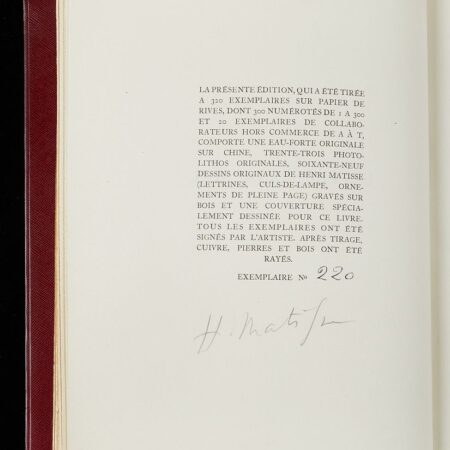 LA PRÉSENTE ÉDITION, QUI A ÉTÉ TIRÉE
A 320 EXEMPLAIRES SUR PAPIER DE
RIVES, DONT 300 NUMÉROTÉS DE 1 A 300
ET 20 EXEMPLAIRES DE COLLABO-
RATEURS HORS COMMERCE DE A À T,
COMPORTE UNE EAU-FORTE ORIGINALE
SUR CHINE, TRENTE-TROIS PHOTO-
LITHOS ORIGINALES, SOIXANTE-NEUF
DESSINS ORIGINAUX DE HENRI MATISSE
(LETTRINES, CULS-DE-LAMPE, ORNE-
MENTS DE PLEINE PAGE) GRAVÉS SUR
BOIS ET UNE COUVERTURE SPÉCIA-
LEMENT DESSINÉE POUR CE LIVRE.
TOUS LES EXEMPLAIRES ONT ÉTÉ
SIGNÉS PAR L'ARTISTE. APRÈS TIRAGE,
CUIVRE, PIERRES ET BOIS ONT ÉTÉ
RAYÉS.
EXEMPLAIRE Nº 220
H. Matisse